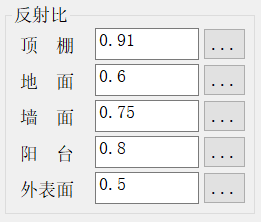 反射比
顶 棚 0.91 ...
地 面 0.6 ...
墙 面 0.75 ...
阳 台 0.8 ...
外表面 0.5 ...